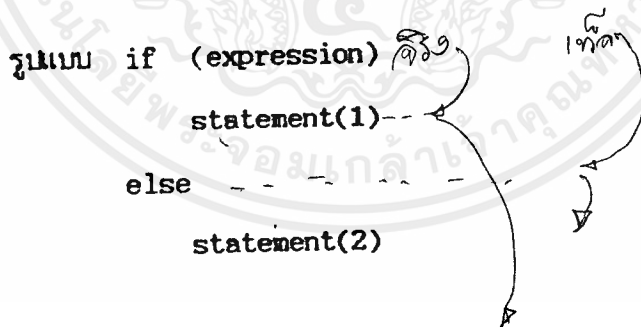 รูปแบบ if (expression) จริง เท็จ
statement(1)---
else - - - - - -
statement(2)